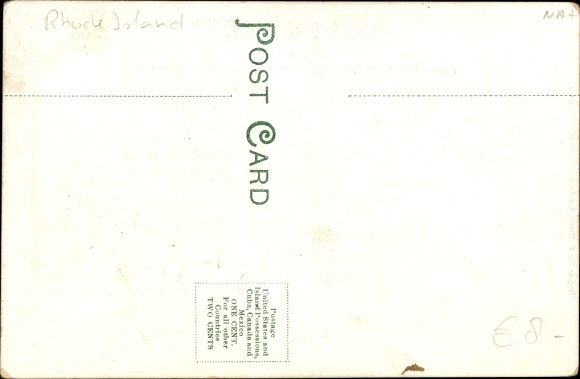 Rhode Island
NA+
POST CARD
Postage
United States and
Island Possessions,
Cuba, Canada and
Mexico
ONE CENT.
For all other
Countries
TWO CENTS
€ 8-